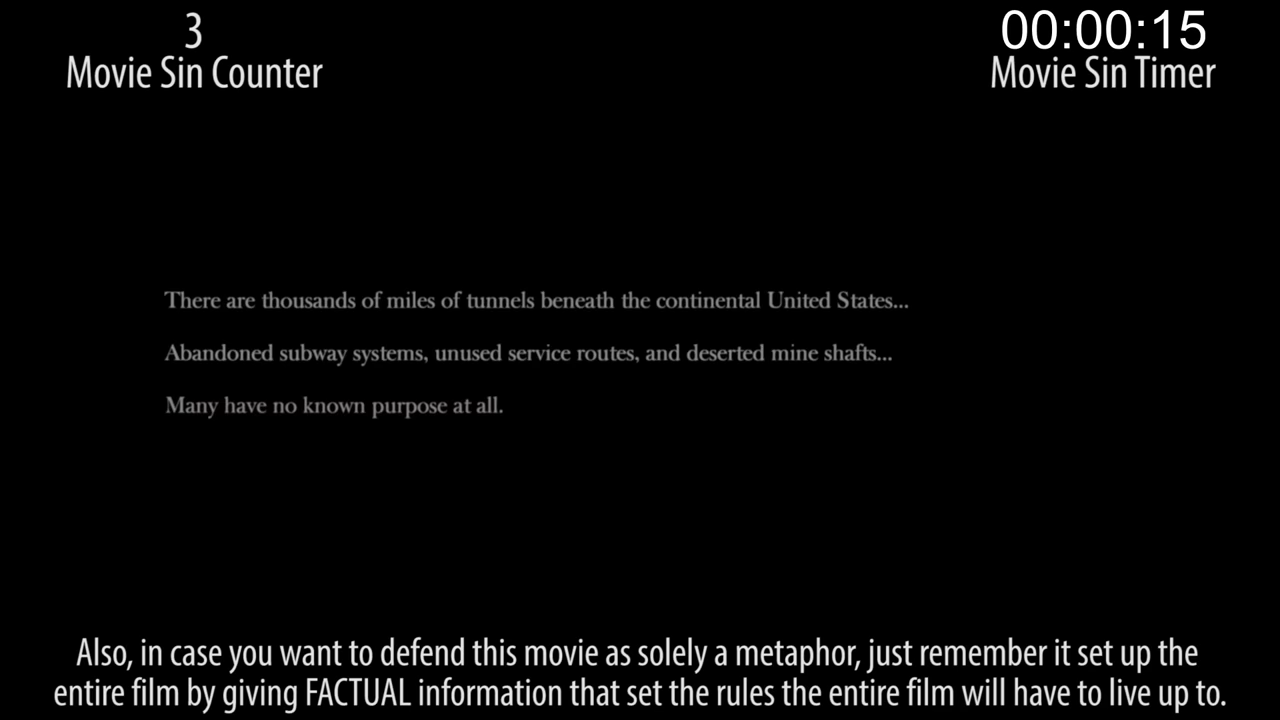 3
Movie Sin Counter
00:00:15
Movie Sin Timer
There are thousands of miles of tunnels beneath the continental United States...
Abandoned subway systems, unused service routes, and deserted mine shafts...
Many have no known purpose at all.
Also, in case you want to defend this movie as solely a metaphor, just remember it set up the
entire film by giving FACTUAL information that set the rules the entire film will have to live up to.